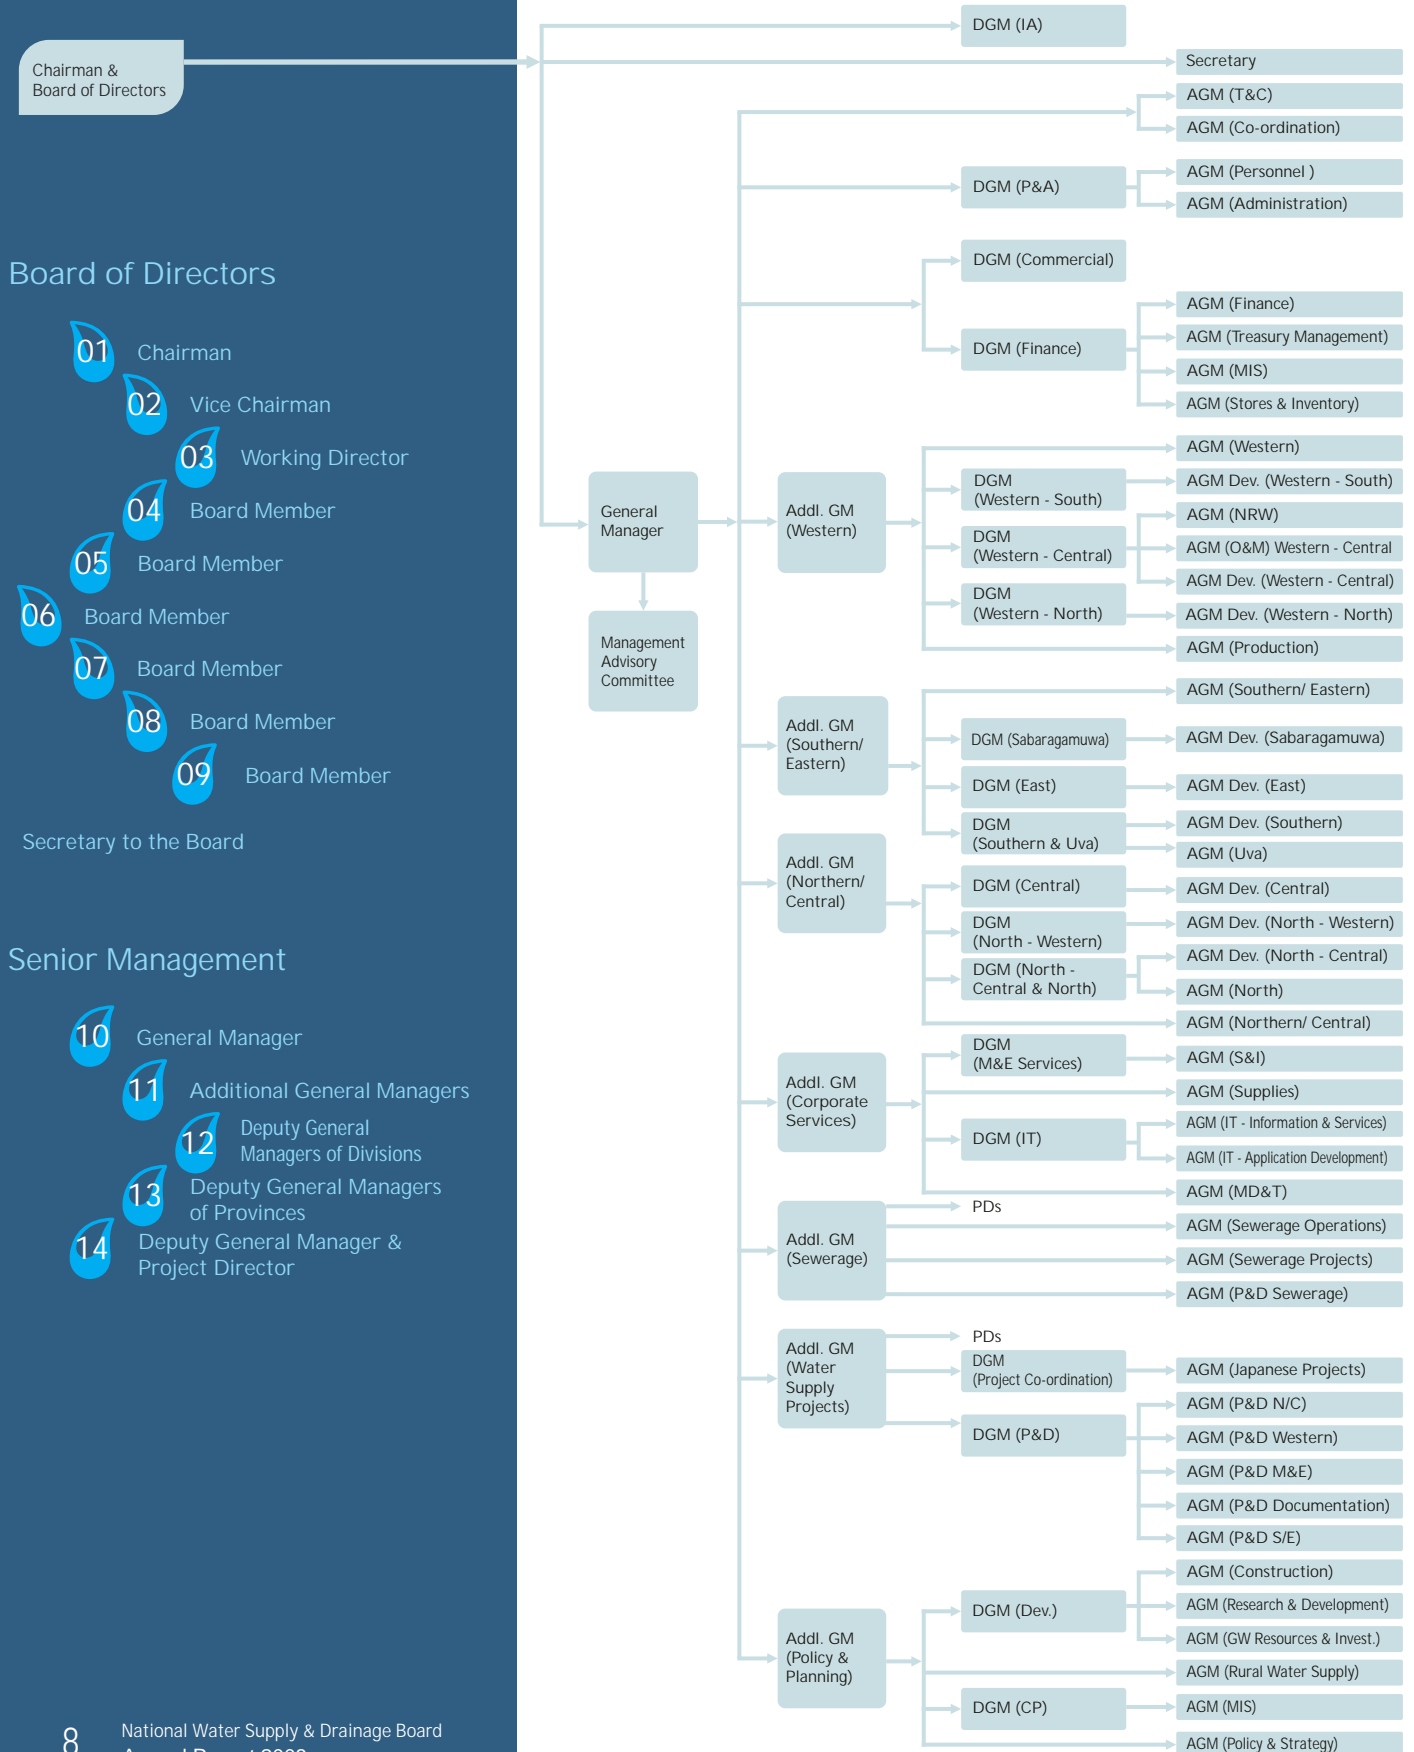 Chairman &
Board of Directors
Board of Directors
01 Chairman
02 Vice Chairman
03 Working Director
04 Board Member
05 Board Member
06 Board Member
07 Board Member
08 Board Member
09 Board Member
Secretary to the Board
Senior Management
10 General Manager
11 Additional General Managers
12 Deputy General
Managers of Divisions
13 Deputy General Managers
of Provinces
14 Deputy General Manager &
Project Director
8
National Water Supply & Drainage Board
General
Manager
Management
Advisory
Committee
DGM (IA)
Secretary
AGM (T&C)
AGM (Co-ordination)
DGM (P&A)
AGM (Personnel )
AGM (Administration)
DGM (Commercial)
DGM (Finance)
AGM (Finance)
AGM (Treasury Management)
AGM (MIS)
AGM (Stores & Inventory)
Addl. GM
(Western)
AGM (Western)
DGM
(Western - South)
AGM Dev. (Western - South)
DGM
(Western - Central)
AGM (NRW)
AGM (O&M) Western - Central
AGM Dev. (Western - Central)
DGM
(Western - North)
AGM Dev. (Western - North)
AGM (Production)
Addl. GM
(Southern/
Eastern)
AGM (Southern/ Eastern)
DGM (Sabaragamuwa)
AGM Dev. (Sabaragamuwa)
DGM (East)
AGM Dev. (East)
DGM
(Southern & Uva)
AGM Dev. (Southern)
AGM (Uva)
Addl. GM
(Northern/
Central)
DGM (Central)
AGM Dev. (Central)
DGM
(North - Western)
AGM Dev. (North - Western)
DGM (North -
Central & North)
AGM Dev. (North - Central)
AGM (North)
AGM (Northern/ Central)
Addl. GM
(Corporate
Services)
DGM
(M&E Services)
AGM (S&I)
AGM (Supplies)
DGM (IT)
AGM (IT - Information & Services)
AGM (IT - Application Development)
AGM (MD&T)
Addl. GM
(Sewerage)
PDs
AGM (Sewerage Operations)
AGM (Sewerage Projects)
AGM (P&D Sewerage)
Addl. GM
(Water
Supply
Projects)
PDs
DGM
(Project Co-ordination)
AGM (Japanese Projects)
DGM (P&D)
AGM (P&D N/C)
AGM (P&D Western)
AGM (P&D M&E)
AGM (P&D Documentation)
AGM (P&D S/E)
Addl. GM
(Policy &
Planning)
DGM (Dev.)
AGM (Construction)
AGM (Research & Development)
AGM (GW Resources & Invest.)
AGM (Rural Water Supply)
DGM (CP)
AGM (MIS)
AGM (Policy & Strategy)